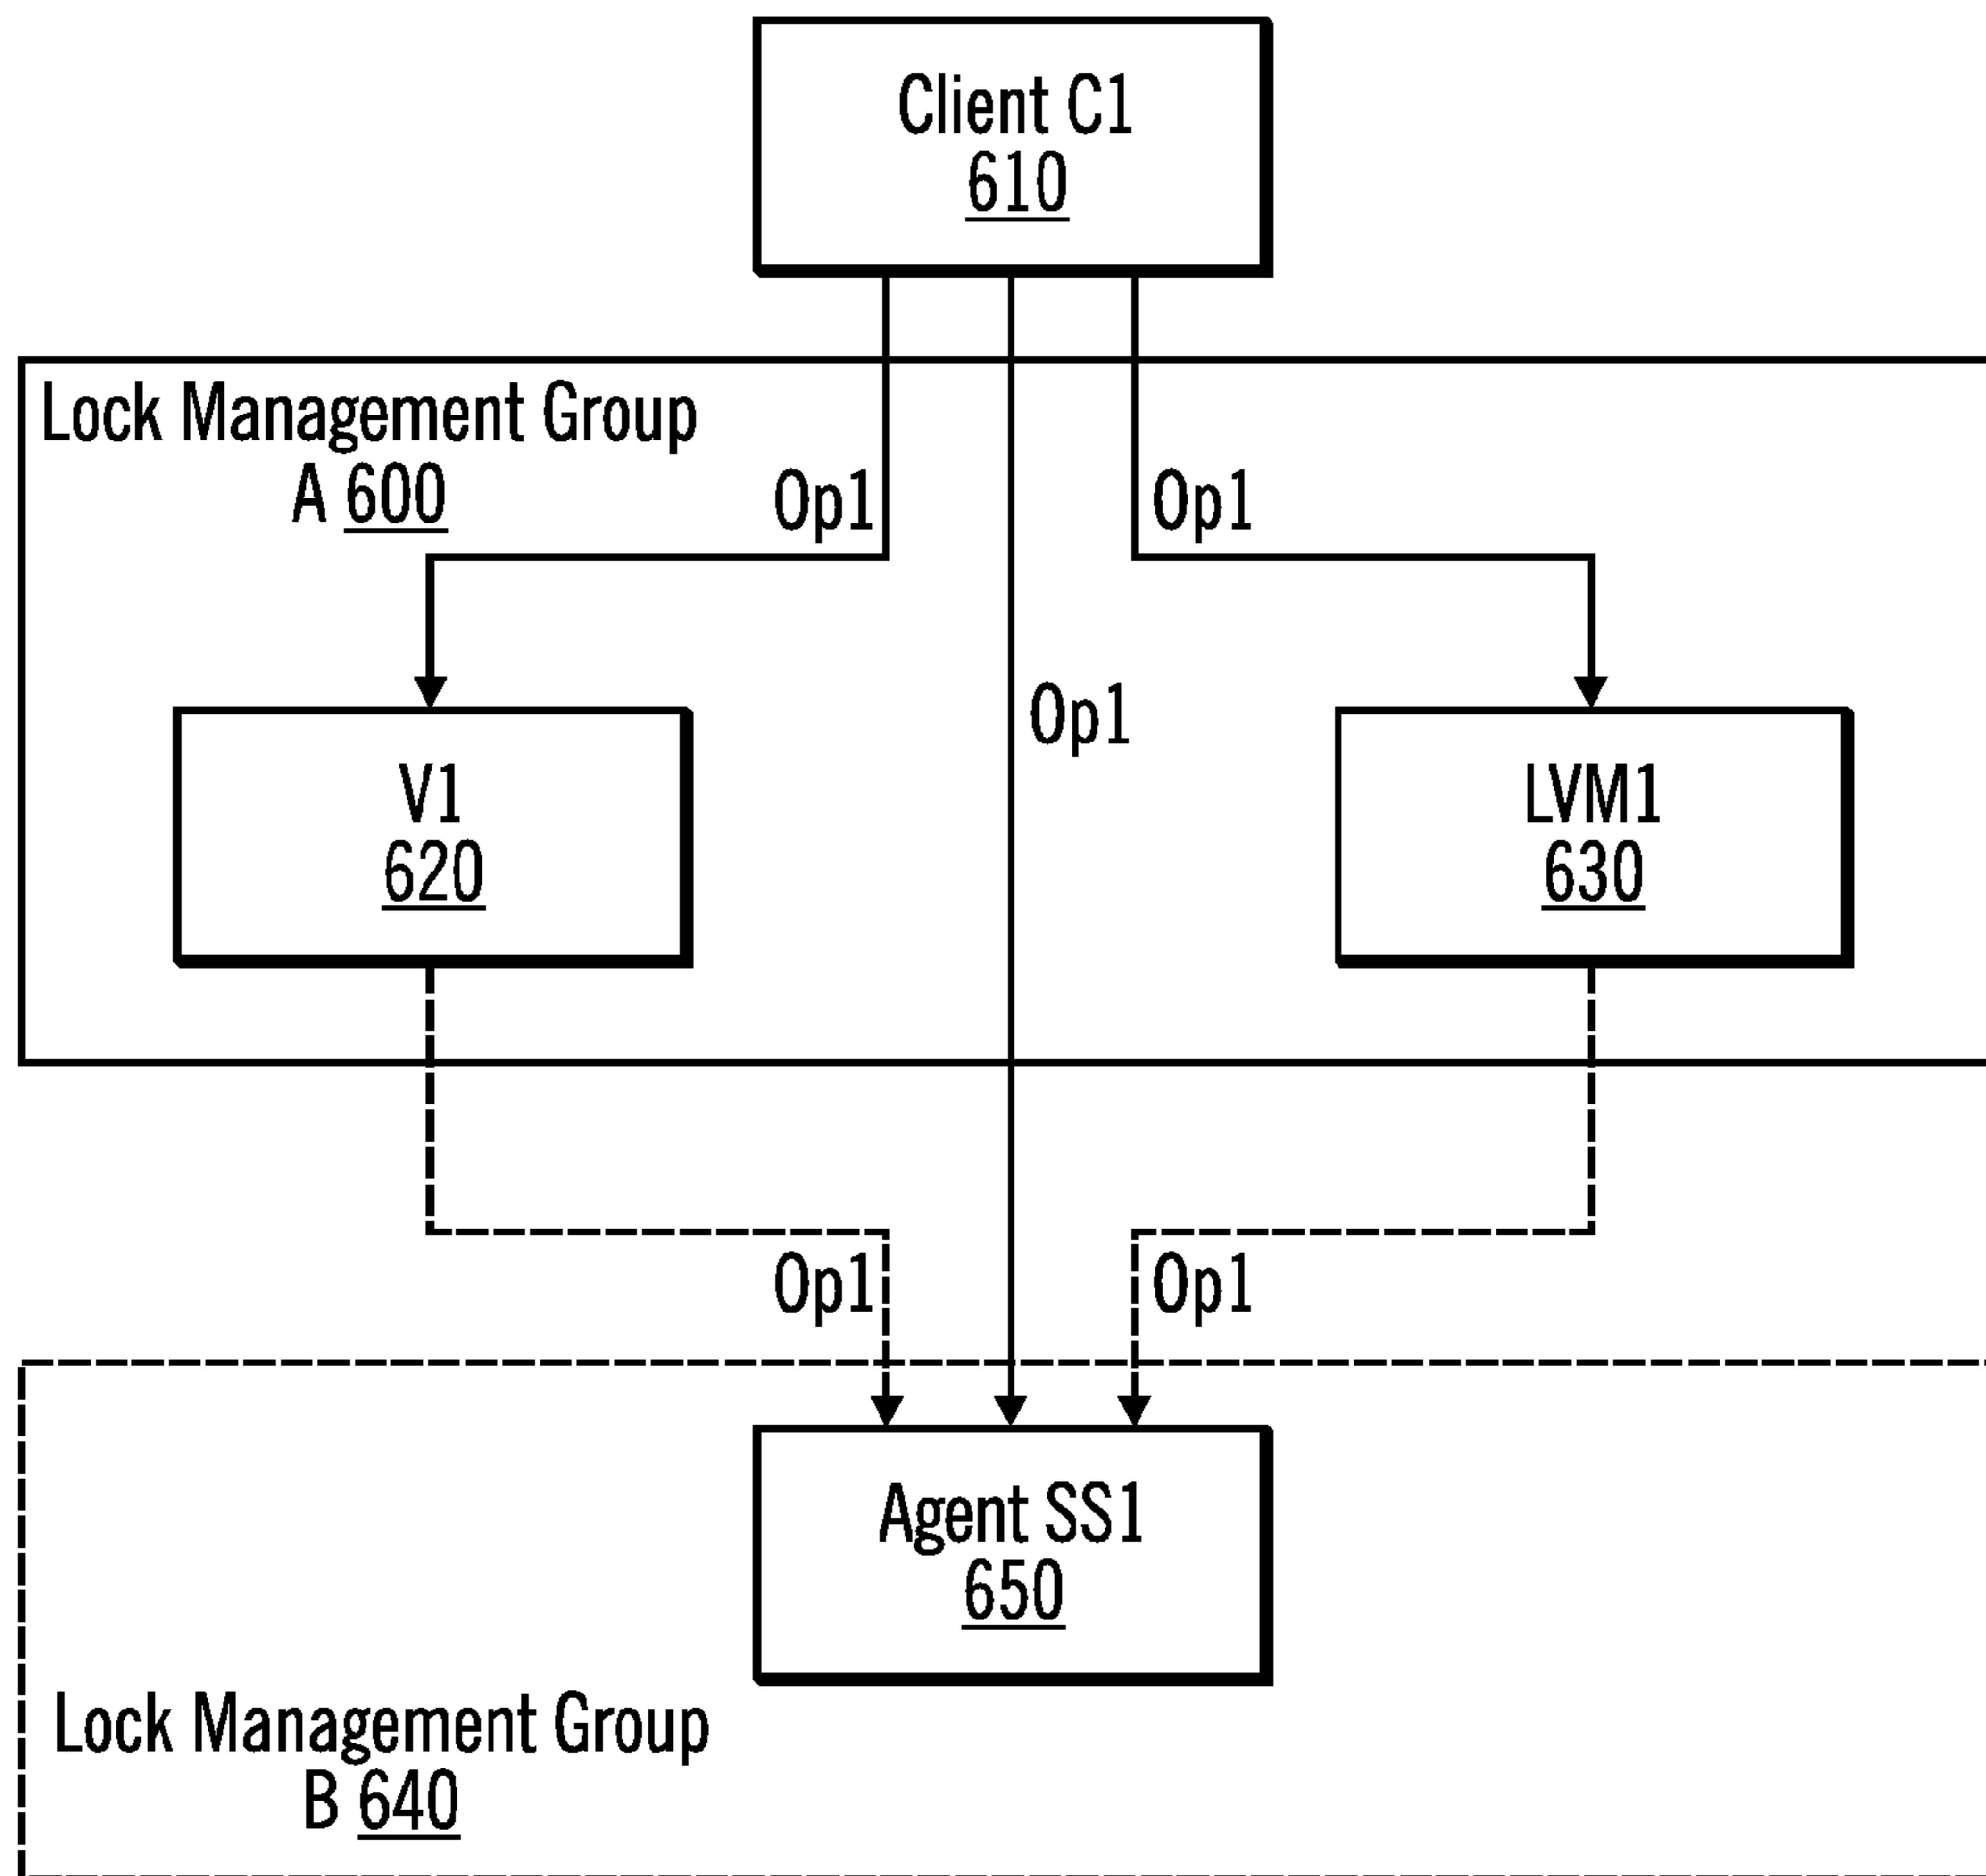 Client C1
610
Lock Management Group
A 600
Op1
Op1
Op1
V1
620
LVM1
630
Op1
Op1
Agent SS1
650
Lock Management Group
B 640